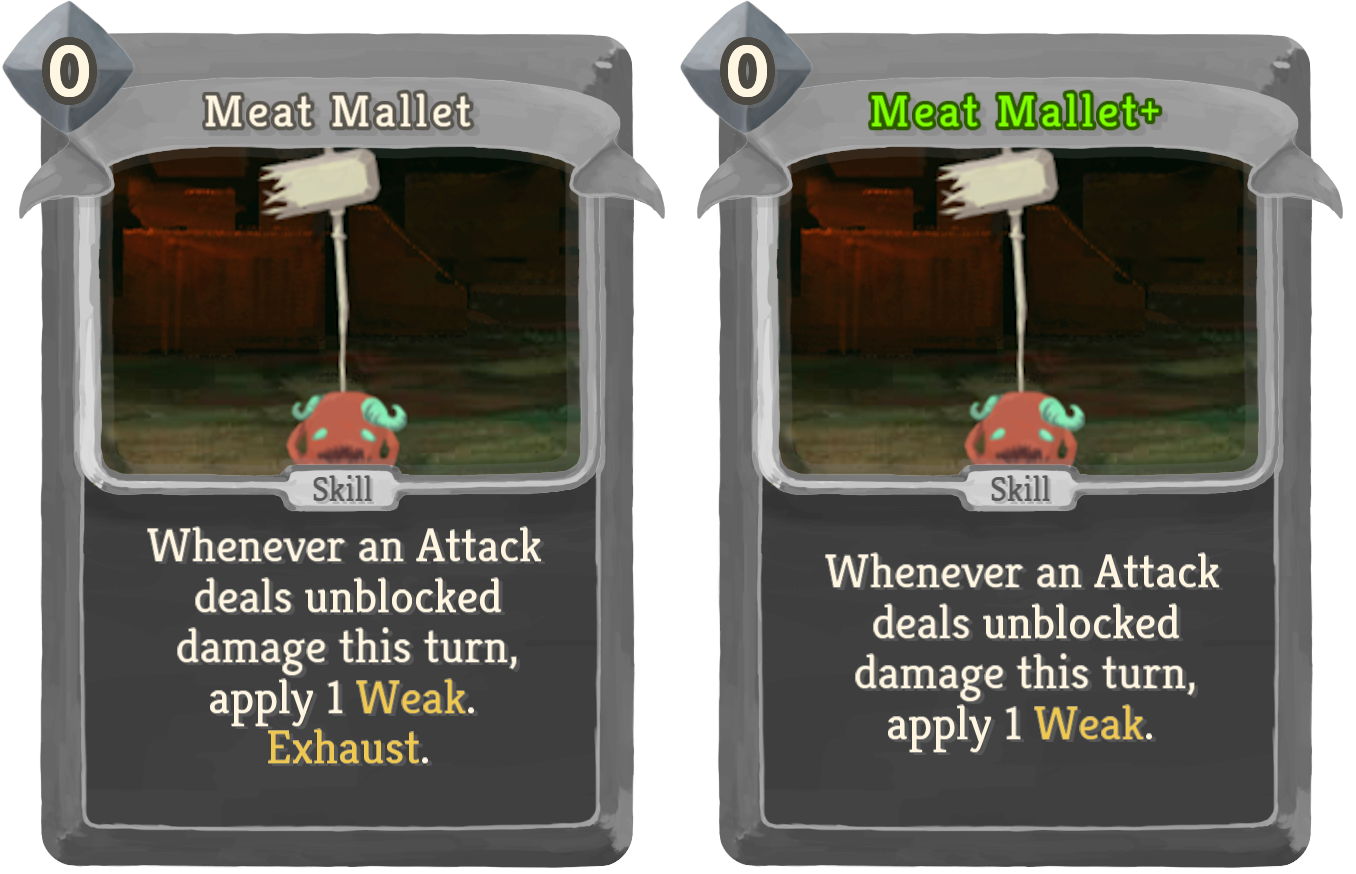 0
Meat Mallet
Skill
Whenever an Attack
deals unblocked
damage this turn,
apply 1 Weak.
Exhaust.
0
Meat Mallet+
Skill
Whenever an Attack
deals unblocked
damage this turn,
apply 1 Weak.